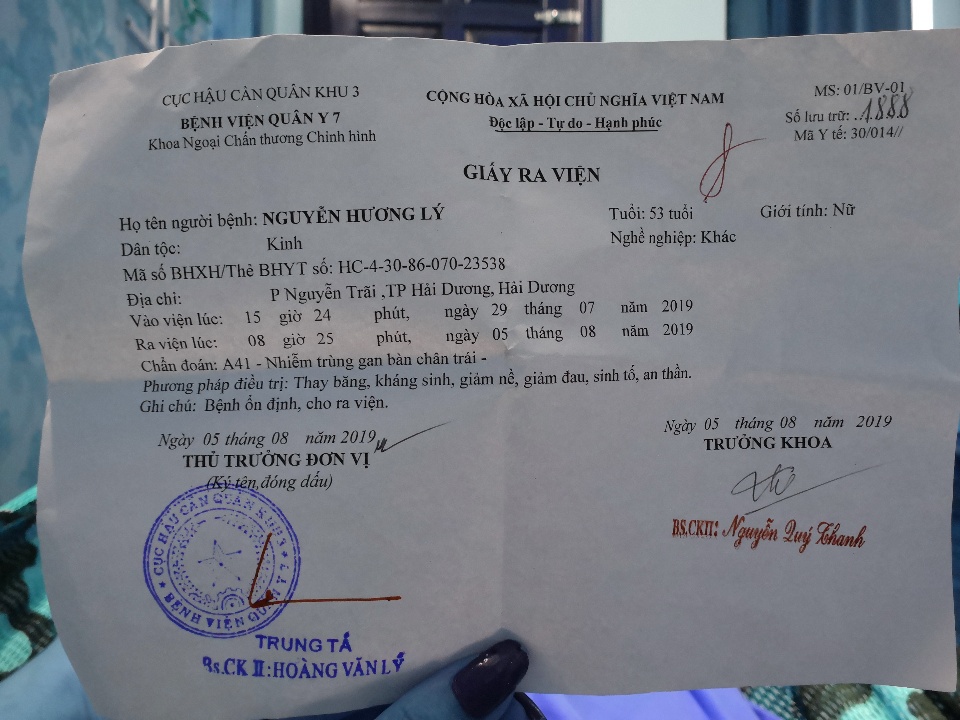 CỤC HẬU CẦN QUÂN KHU 3
BỆNH VIỆN QUÂN Y 7
Khoa Ngoại Chấn thương Chỉnh hình
CỘNG HÒA XÃ HỘI CHỦ NGHĨA VIỆT NAM
Độc lập - Tự do - Hạnh phúc
MS: 01/BV-01
Số lưu trữ: ..1888
Mã Y tế: 30/014//
GIẤY RA VIỆN
Họ tên người bệnh: NGUYỄN HƯƠNG LÝ Tuổi: 53 tuổi Giới tính: Nữ
Dân tộc: Kinh Nghề nghiệp: Khác
Mã số BHXH/Thẻ BHYT số: HC-4-30-86-070-23538
Địa chỉ: P Nguyễn Trãi ,TP Hải Dương, Hải Dương
Vào viện lúc: 15 giờ 24 phút, ngày 29 tháng 07 năm 2019
Ra viện lúc: 08 giờ 25 phút, ngày 05 tháng 08 năm 2019
Chẩn đoán: A41 - Nhiễm trùng gan bàn chân trái -
Phương pháp điều trị: Thay băng, kháng sinh, giảm nề, giảm đau, sinh tố, an thần.
Ghi chú: Bệnh ổn định, cho ra viện.
Ngày 05 tháng 08 năm 2019
THỦ TRƯỞNG ĐƠN VỊ
(Ký tên,đóng dấu)
CỤC HẬU CẦN QUÂN KHU 3
BỆNH VIỆN QUÂN
TRUNG TÁ
Bs.CK II:HOÀNG VĂN LÝ
Ngày 05 tháng 08 năm 2019
TRƯỞNG KHOA
BS.CKII: Nguyễn Quý Thanh